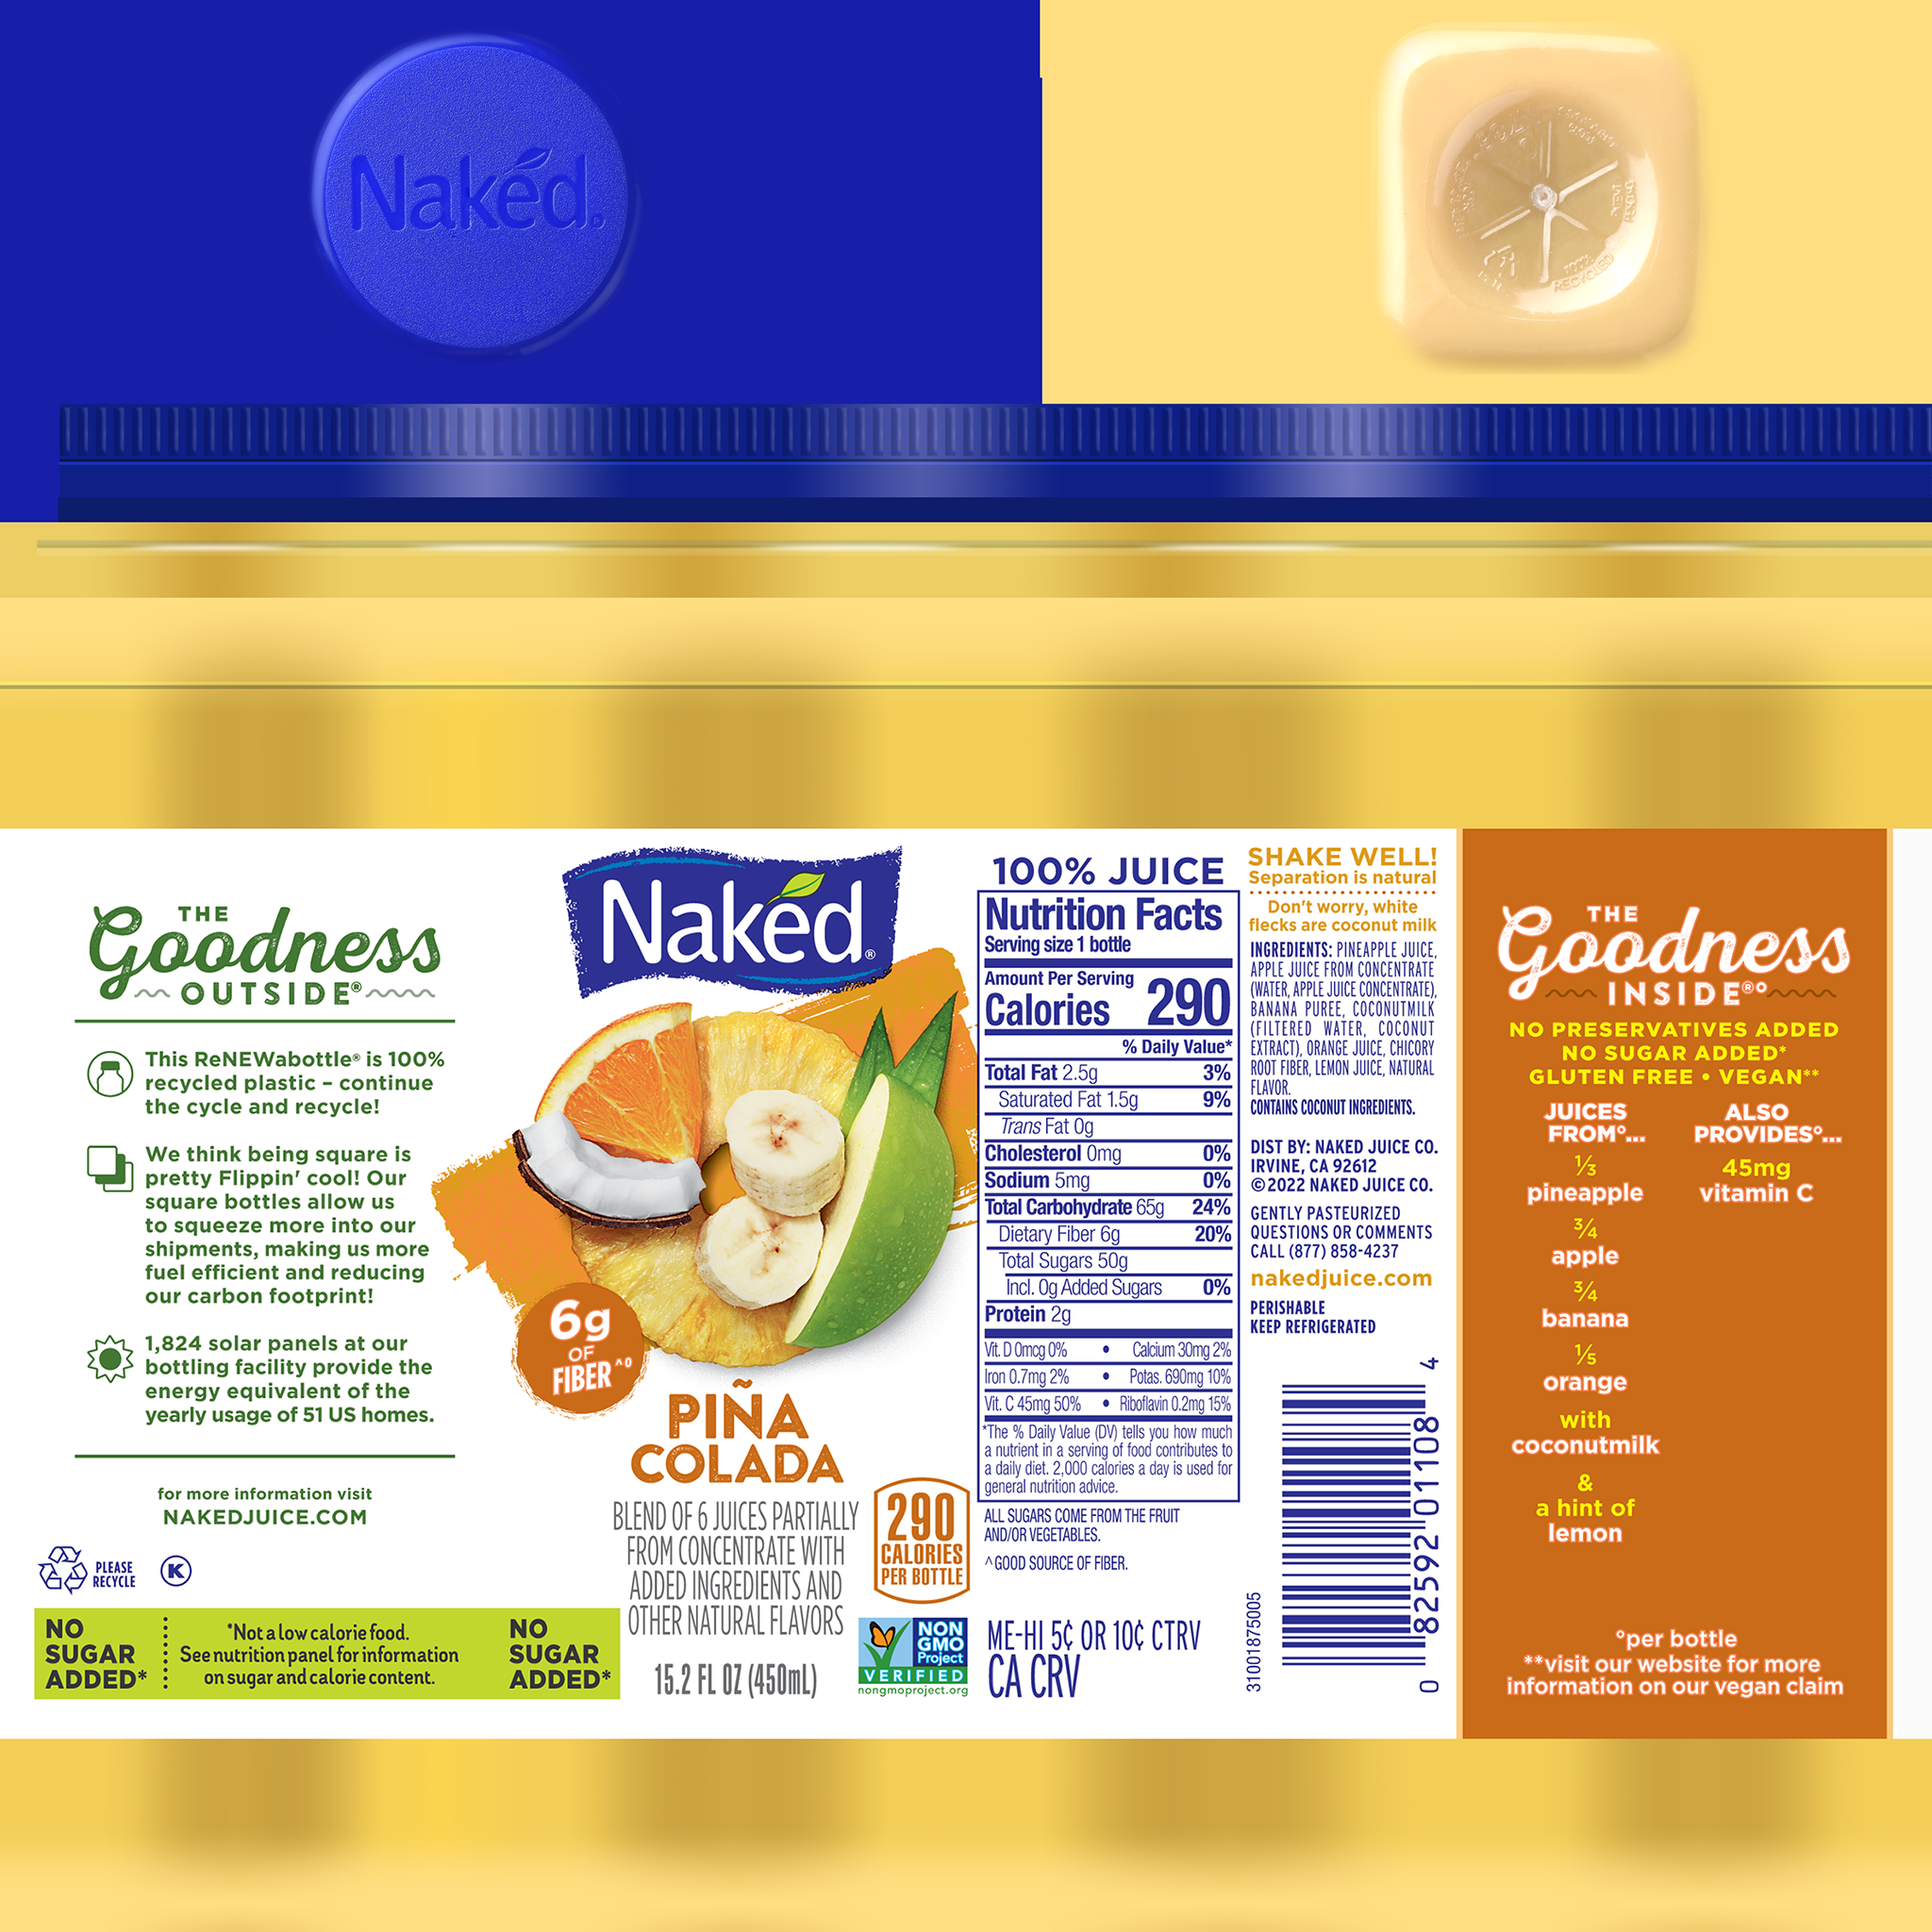 Naked®
100%
RECYCLED
THE
Goodness
OUTSIDE®
This ReNEWabottle® is 100%
recycled plastic – continue
the cycle and recycle!
We think being square is
pretty Flippin' cool! Our
square bottles allow us
to squeeze more into our
shipments, making us more
fuel efficient and reducing
our carbon footprint!
1,824 solar panels at our
bottling facility provide the
energy equivalent of the
yearly usage of 51 US homes.
for more information visit
NAKEDJUICE.COM
PLEASE
RECYCLE
K
NO
SUGAR
ADDED*
*Not a low calorie food.
See nutrition panel for information
on sugar and calorie content.
NO
SUGAR
ADDED*
Naked®
6g
OF
FIBER^°
PIÑA
COLADA
BLEND OF 6 JUICES PARTIALLY
FROM CONCENTRATE WITH
ADDED INGREDIENTS AND
OTHER NATURAL FLAVORS
15.2 FL OZ (450mL)
290
CALORIES
PER BOTTLE
NON
GMO
Project
VERIFIED
nongmoproject.org
100% JUICE
Nutrition Facts
Serving size 1 bottle
Amount Per Serving
Calories 290
% Daily Value*
Total Fat 2.5g 3%
Saturated Fat 1.5g 9%
Trans Fat 0g
Cholesterol 0mg 0%
Sodium 5mg 0%
Total Carbohydrate 65g 24%
Dietary Fiber 6g 20%
Total Sugars 50g
Incl. 0g Added Sugars 0%
Protein 2g
Vit. D 0mcg 0% • Calcium 30mg 2%
Iron 0.7mg 2% • Potas. 690mg 10%
Vit. C 45mg 50% • Riboflavin 0.2mg 15%
*The % Daily Value (DV) tells you how much
a nutrient in a serving of food contributes to
a daily diet. 2,000 calories a day is used for
general nutrition advice.
ALL SUGARS COME FROM THE FRUIT
AND/OR VEGETABLES.
^GOOD SOURCE OF FIBER.
ME-HI 5¢ OR 10¢ CTRV
CA CRV
SHAKE WELL!
Separation is natural
Don't worry, white
flecks are coconut milk
INGREDIENTS: PINEAPPLE JUICE,
APPLE JUICE FROM CONCENTRATE
(WATER, APPLE JUICE CONCENTRATE),
BANANA PUREE, COCONUTMILK
(FILTERED WATER, COCONUT
EXTRACT), ORANGE JUICE, CHICORY
ROOT FIBER, LEMON JUICE, NATURAL
FLAVOR.
CONTAINS COCONUT INGREDIENTS.
DIST BY: NAKED JUICE CO.
IRVINE, CA 92612
©2022 NAKED JUICE CO.
GENTLY PASTEURIZED
QUESTIONS OR COMMENTS
CALL (877) 858-4237
nakedjuice.com
PERISHABLE
KEEP REFRIGERATED
31001875005
0 82592 01108 4
THE
Goodness
INSIDE®°
NO PRESERVATIVES ADDED
NO SUGAR ADDED*
GLUTEN FREE • VEGAN**
JUICES
FROM°...
⅓
pineapple
¾
apple
¾
banana
⅕
orange
with
coconutmilk
&
a hint of
lemon
ALSO
PROVIDES°...
45mg
vitamin C
°per bottle
**visit our website for more
information on our vegan claim